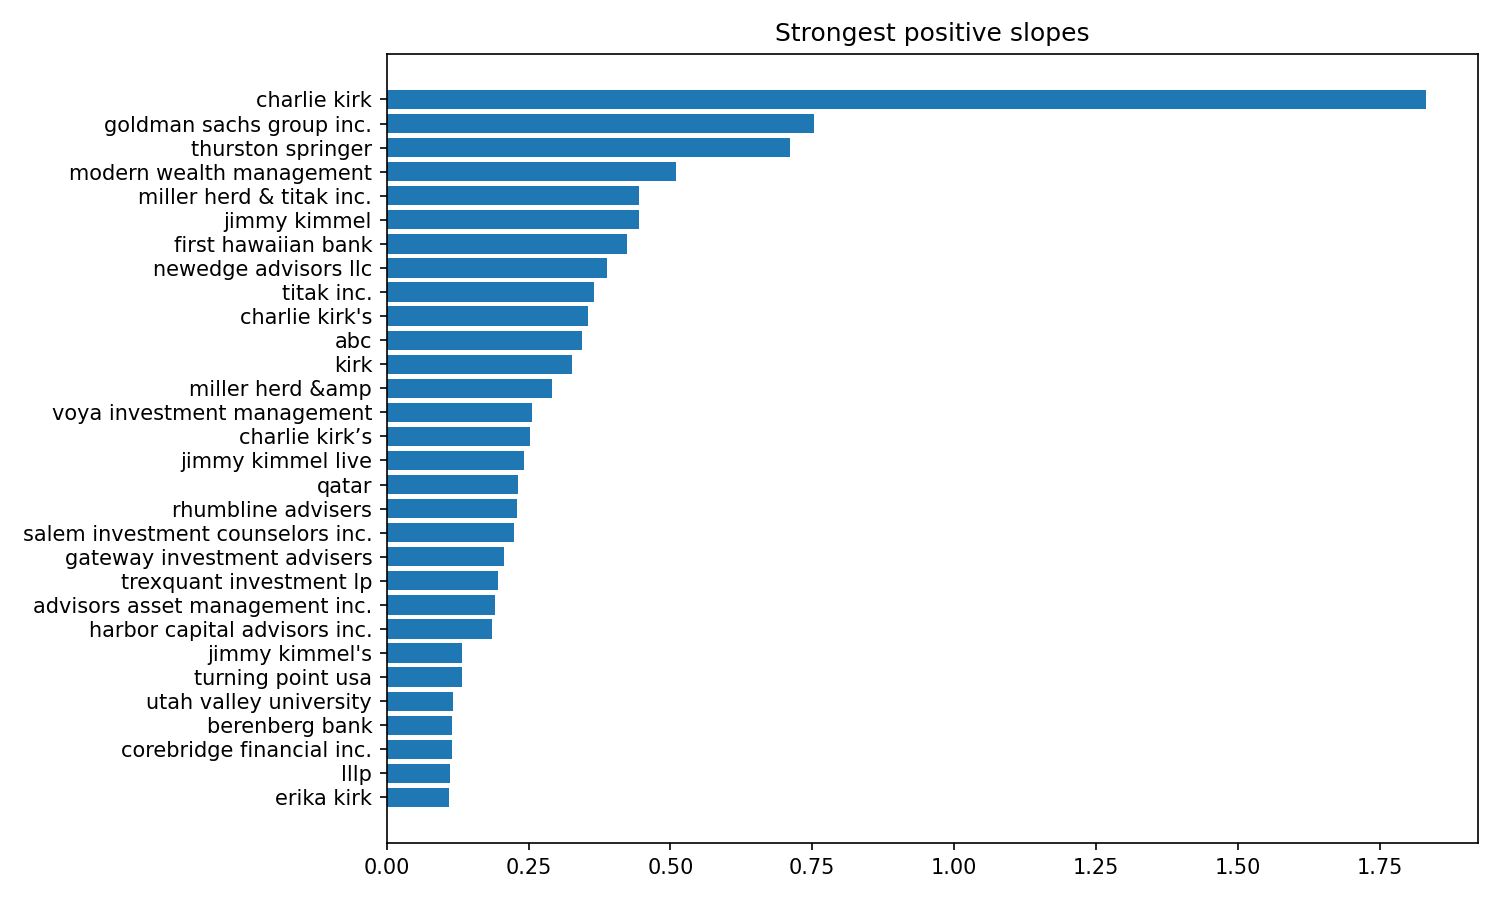 Strongest positive slopes
charlie kirk
goldman sachs group inc.
thurston springer
modern wealth management
miller herd & titak inc.
jimmy kimmel
first hawaiian bank
newedge advisors llc
titak inc.
charlie kirk's
abc
kirk
miller herd &amp
voya investment management
charlie kirk’s
jimmy kimmel live
qatar
rhumbline advisers
salem investment counselors inc.
gateway investment advisers
trexquant investment lp
advisors asset management inc.
harbor capital advisors inc.
jimmy kimmel's
turning point usa
utah valley university
berenberg bank
corebridge financial inc.
lllp
erika kirk
0.00 0.25 0.50 0.75 1.00 1.25 1.50 1.75